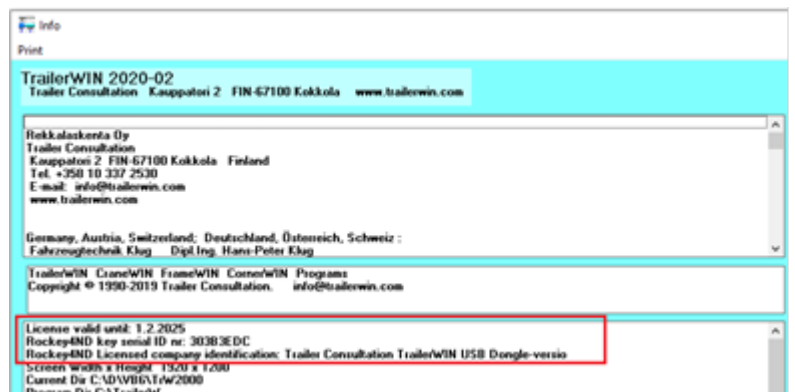 Info
Print
TrailerWIN 2020-02
Trailer Consultation Kauppatori 2 FIN-67100 Kokkola www.trailerwin.com
Rekkalaskenta Oy
Trailer Consultation
Kauppatori 2 FIN-67100 Kokkola Finland
Tel. +358 10 337 2530
E-mail: info@trailerwin.com
www.trailerwin.com
Germany, Austria, Switzerland; Deutschland, Österreich, Schweiz :
Fahrzeugtechnik Klug Dipl.Ing. Hans-Peter Klug
TrailerWIN CraneWIN FrameWIN CornerWIN Programs
Copyright © 1990-2019 Trailer Consultation. info@trailerwin.com
License valid until: 1.2.2025
Rockey4ND key serial ID nr: 303B3EDC
Rockey4ND Licensed company identification: Trailer Consultation TrailerWIN USB Dongle-versio
Screen Width x Height 1920 x 1200
Current Dir C:\D\VB6\TrW2000
Program Dir C:\TrailerW